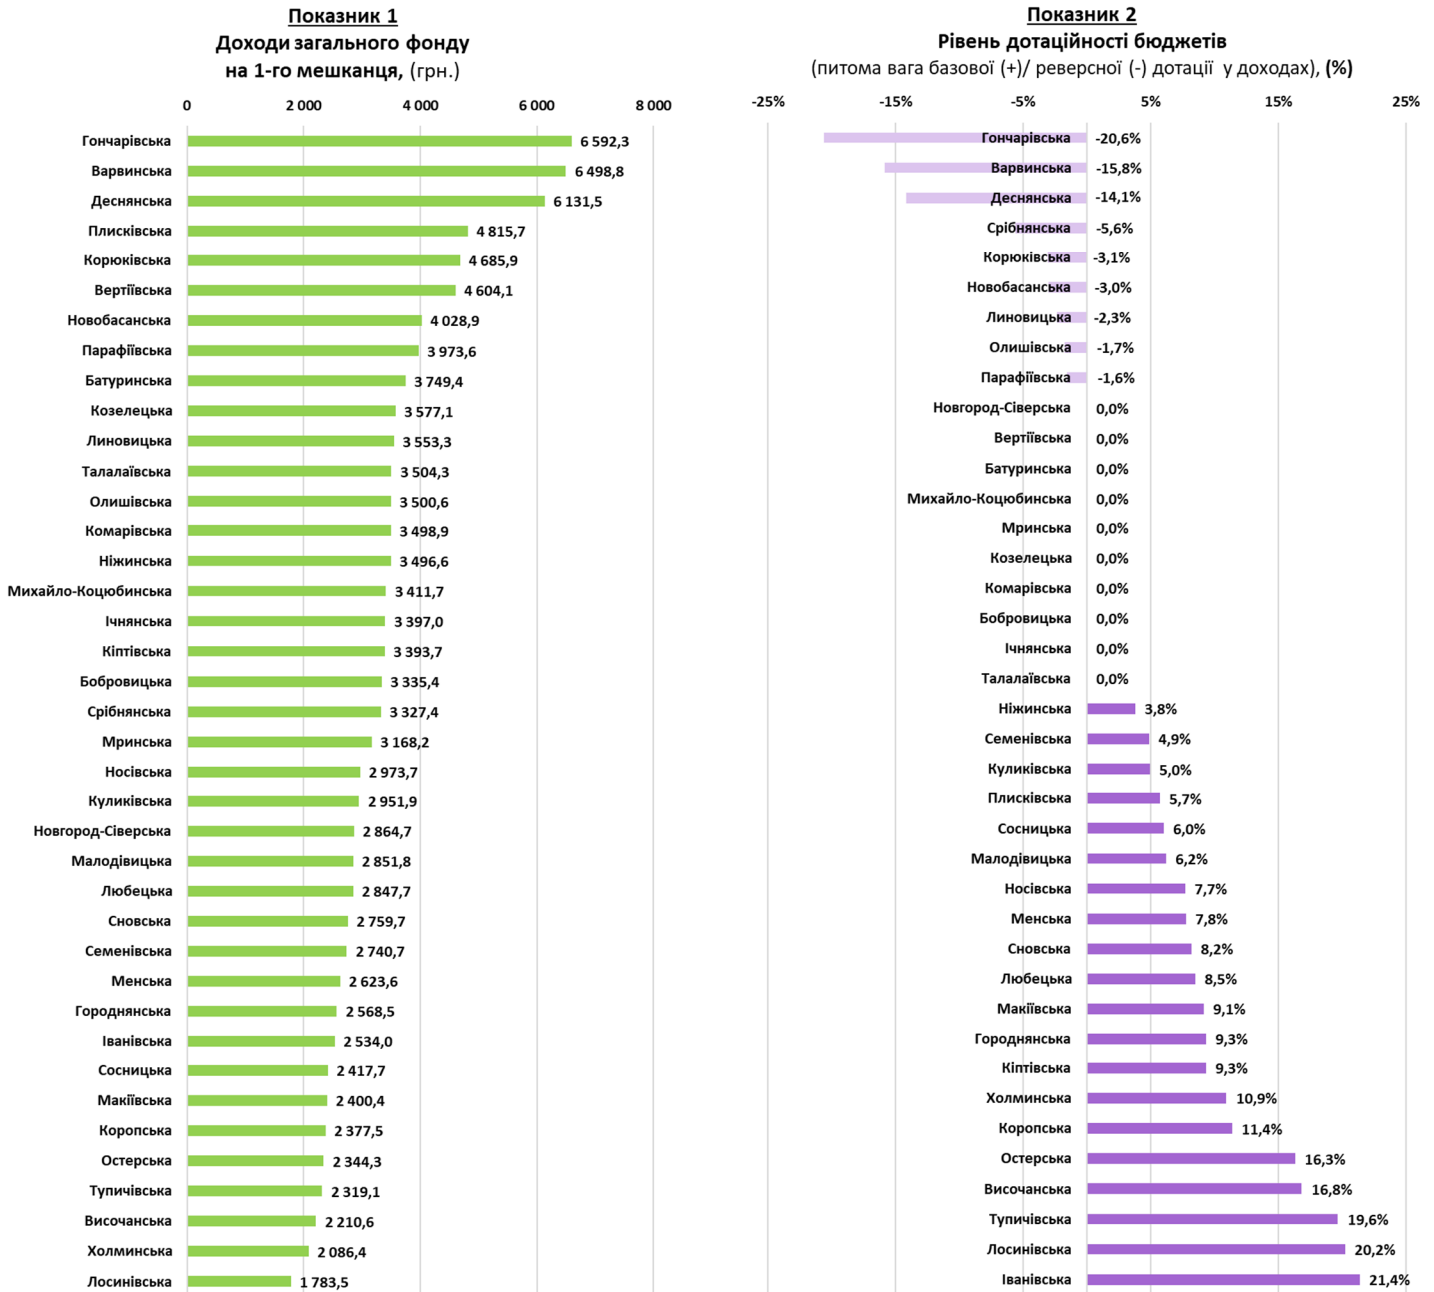 Показник 1
Доходи загального фонду
на 1-го мешканця, (грн.)
0 2 000 4 000 6 000 8 000
Гончарівська 6 592,3
Варвинська 6 498,8
Деснянська 6 131,5
Плисківська 4 815,7
Корюківська 4 685,9
Вертіївська 4 604,1
Новобасанська 4 028,9
Парафіївська 3 973,6
Батуринська 3 749,4
Козелецька 3 577,1
Линовицька 3 553,3
Талалаївська 3 504,3
Олишівська 3 500,6
Комарівська 3 498,9
Ніжинська 3 496,6
Михайло-Коцюбинська 3 411,7
Ічнянська 3 397,0
Кіптівська 3 393,7
Бобровицька 3 335,4
Срібнянська 3 327,4
Мринська 3 168,2
Носівська 2 973,7
Куликівська 2 951,9
Новгород-Сіверська 2 864,7
Малодівицька 2 851,8
Любецька 2 847,7
Сновська 2 759,7
Семенівська 2 740,7
Менська 2 623,6
Городнянська 2 568,5
Іванівська 2 534,0
Сосницька 2 417,7
Макіївська 2 400,4
Коропська 2 377,5
Остерська 2 344,3
Тупичівська 2 319,1
Височанська 2 210,6
Холминська 2 086,4
Лосинівська 1 783,5
Показник 2
Рівень дотаційності бюджетів
(питома вага базової (+)/ реверсної (-) дотації у доходах), (%)
-25% -15% -5% 5% 15% 25%
Гончарівська -20,6%
Варвинська -15,8%
Деснянська -14,1%
Срібнянська -5,6%
Корюківська -3,1%
Новобасанська -3,0%
Линовицька -2,3%
Олишівська -1,7%
Парафіївська -1,6%
Новгород-Сіверська 0,0%
Вертіївська 0,0%
Батуринська 0,0%
Михайло-Коцюбинська 0,0%
Мринська 0,0%
Козелецька 0,0%
Комарівська 0,0%
Бобровицька 0,0%
Ічнянська 0,0%
Талалаївська 0,0%
Ніжинська 3,8%
Семенівська 4,9%
Куликівська 5,0%
Плисківська 5,7%
Сосницька 6,0%
Малодівицька 6,2%
Носівська 7,7%
Менська 7,8%
Сновська 8,2%
Любецька 8,5%
Макіївська 9,1%
Городнянська 9,3%
Кіптівська 9,3%
Холминська 10,9%
Коропська 11,4%
Остерська 16,3%
Височанська 16,8%
Тупичівська 19,6%
Лосинівська 20,2%
Іванівська 21,4%